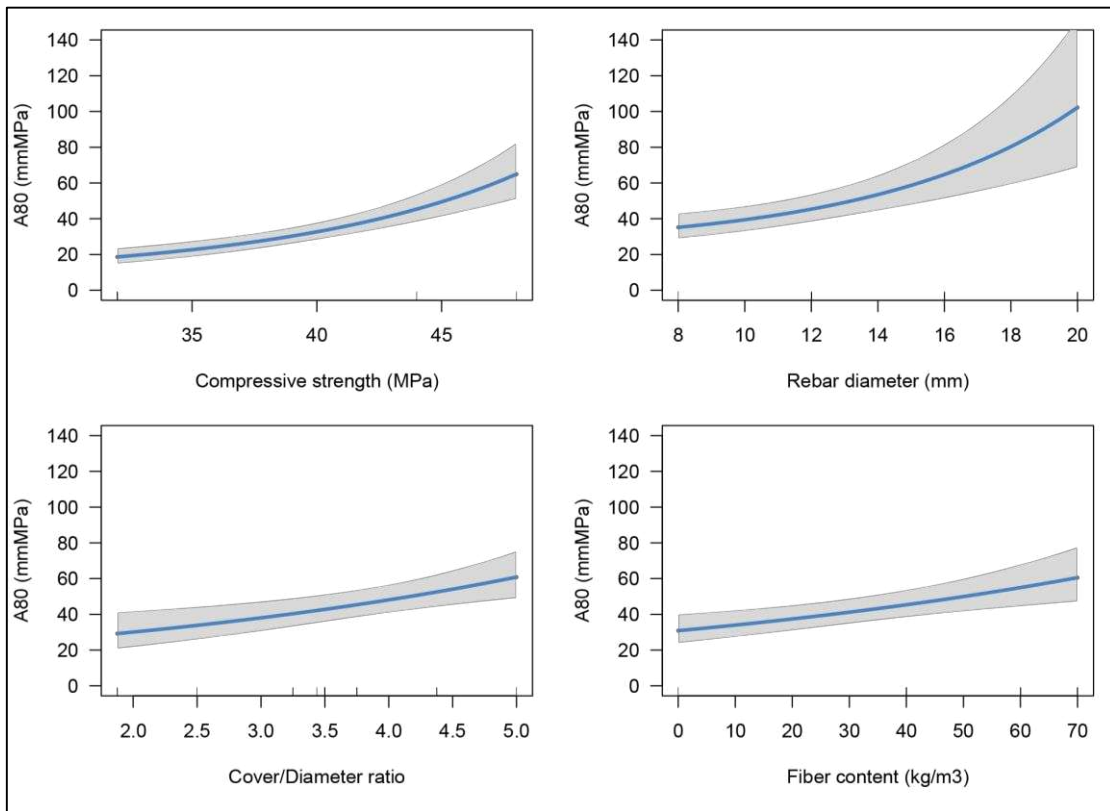 140
120
100
80
60
40
20
0
A80 (mmMPa)
35 40 45
Compressive strength (MPa)
140
120
100
80
60
40
20
0
A80 (mmMPa)
8 10 12 14 16 18 20
Rebar diameter (mm)
140
120
100
80
60
40
20
0
A80 (mmMPa)
2.0 2.5 3.0 3.5 4.0 4.5 5.0
Cover/Diameter ratio
140
120
100
80
60
40
20
0
A80 (mmMPa)
0 10 20 30 40 50 60 70
Fiber content (kg/m3)